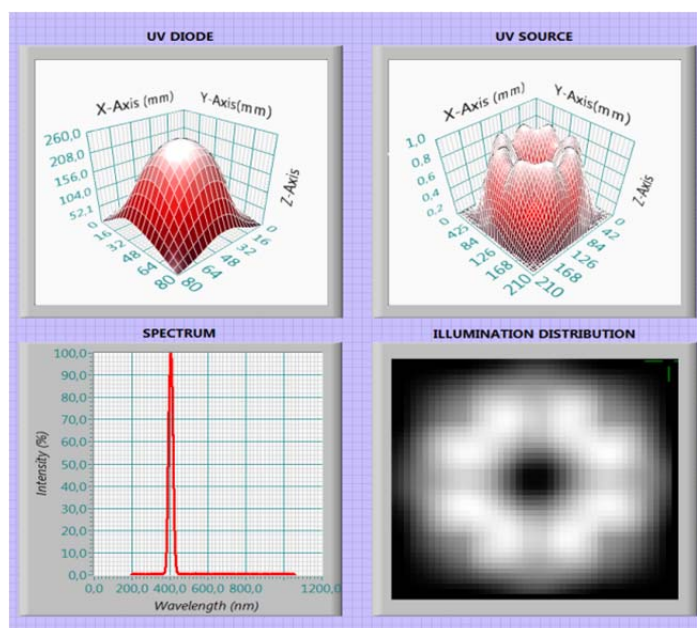 UV DIODE
X-Axis (mm) Y-Axis(mm)
260,0
208,0
156,0
104,0
52,1
Z-Axis
0 16 32 48 64 80
80 64 48 32 16 0
UV SOURCE
X-Axis (mm) Y-Axis(mm)
1,0
0,8
0,6
0,4
0,2
Z-Axis
0 42 84 126 168 210
210 168 126 84 42 0
SPECTRUM
100,0
90,0
80,0
70,0
60,0
50,0
40,0
30,0
20,0
10,0
0,0
Intensity (%)
0,0 200,0 400,0 600,0 800,0 1200,0
Wavelength (nm)
ILLUMINATION DISTRIBUTION